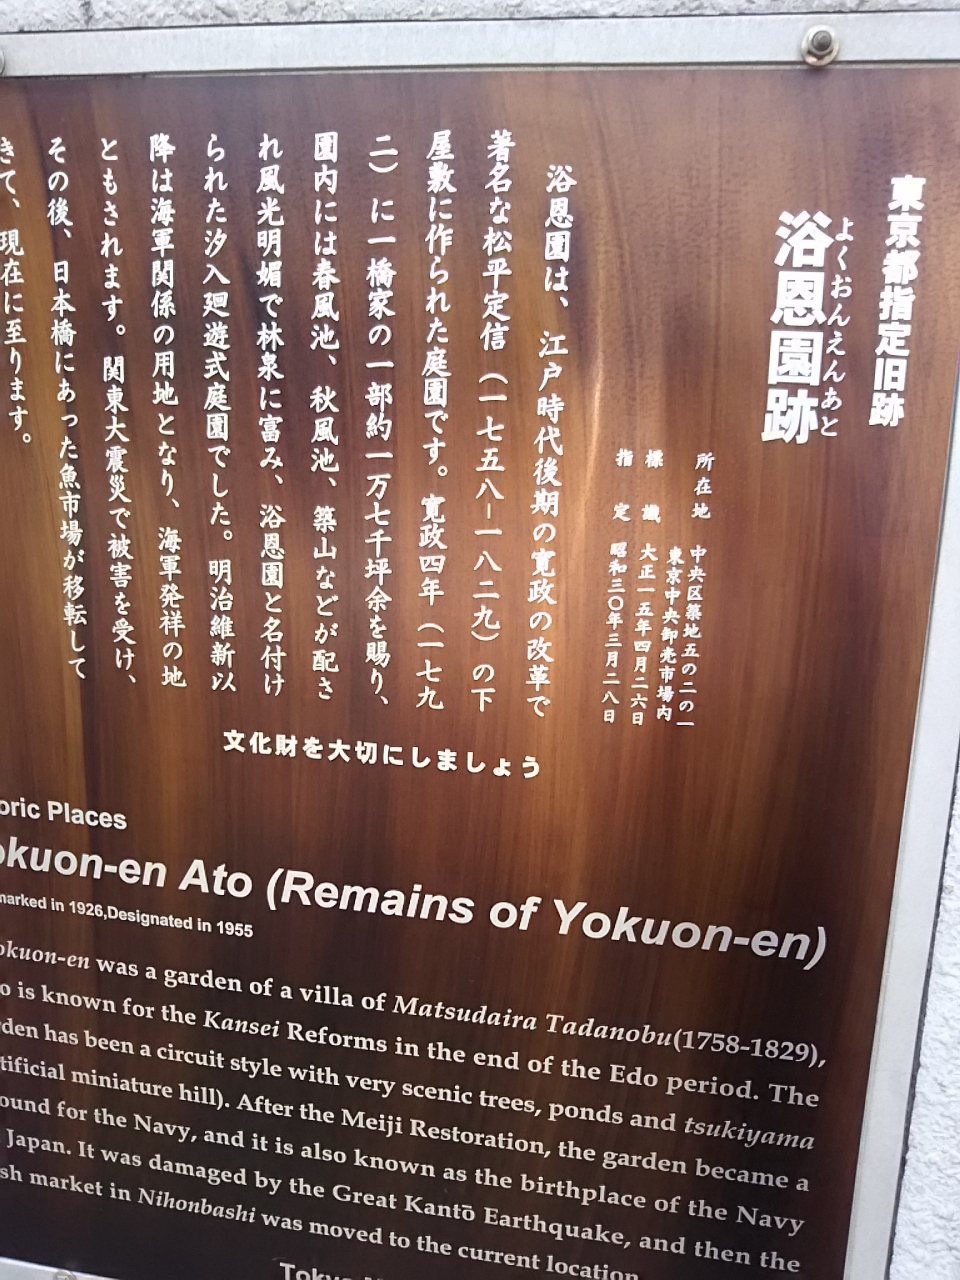 東京都指定旧跡
よくおんえんあと
浴恩園跡
所在地 中央区築地五の二の一
東京中央卸売市場内
標識 大正一五年四月二六日
指定 昭和三〇年三月二八日
浴恩園は、江戸時代後期の寛政の改革で
著名な松平定信（一七五八ー一八二九）の下
屋敷に作られた庭園です。寛政四年（一七九
二）に一橋家の一部約一万七千坪余を賜り、
園内には春風池、秋風池、築山などが配さ
れ風光明媚で林泉に富み、浴恩園と名付け
られた汐入廻遊式庭園でした。明治維新以
降は海軍関係の用地となり、海軍発祥の地
ともされます。関東大震災で被害を受け、
その後、日本橋にあった魚市場が移転して
きて、現在に至ります。
文化財を大切にしましょう
oric Places
okuon-en Ato (Remains of Yokuon-en)
marked in 1926,Designated in 1955
okuon-en was a garden of a villa of Matsudaira Tadanobu(1758-1829),
o is known for the Kansei Reforms in the end of the Edo period. The
den has been a circuit style with very scenic trees, ponds and tsukiyama
tificial miniature hill). After the Meiji Restoration, the garden became a
ound for the Navy, and it is also known as the birthplace of the Navy
Japan. It was damaged by the Great Kantō Earthquake, and then the
sh market in Nihonbashi was moved to the current location.